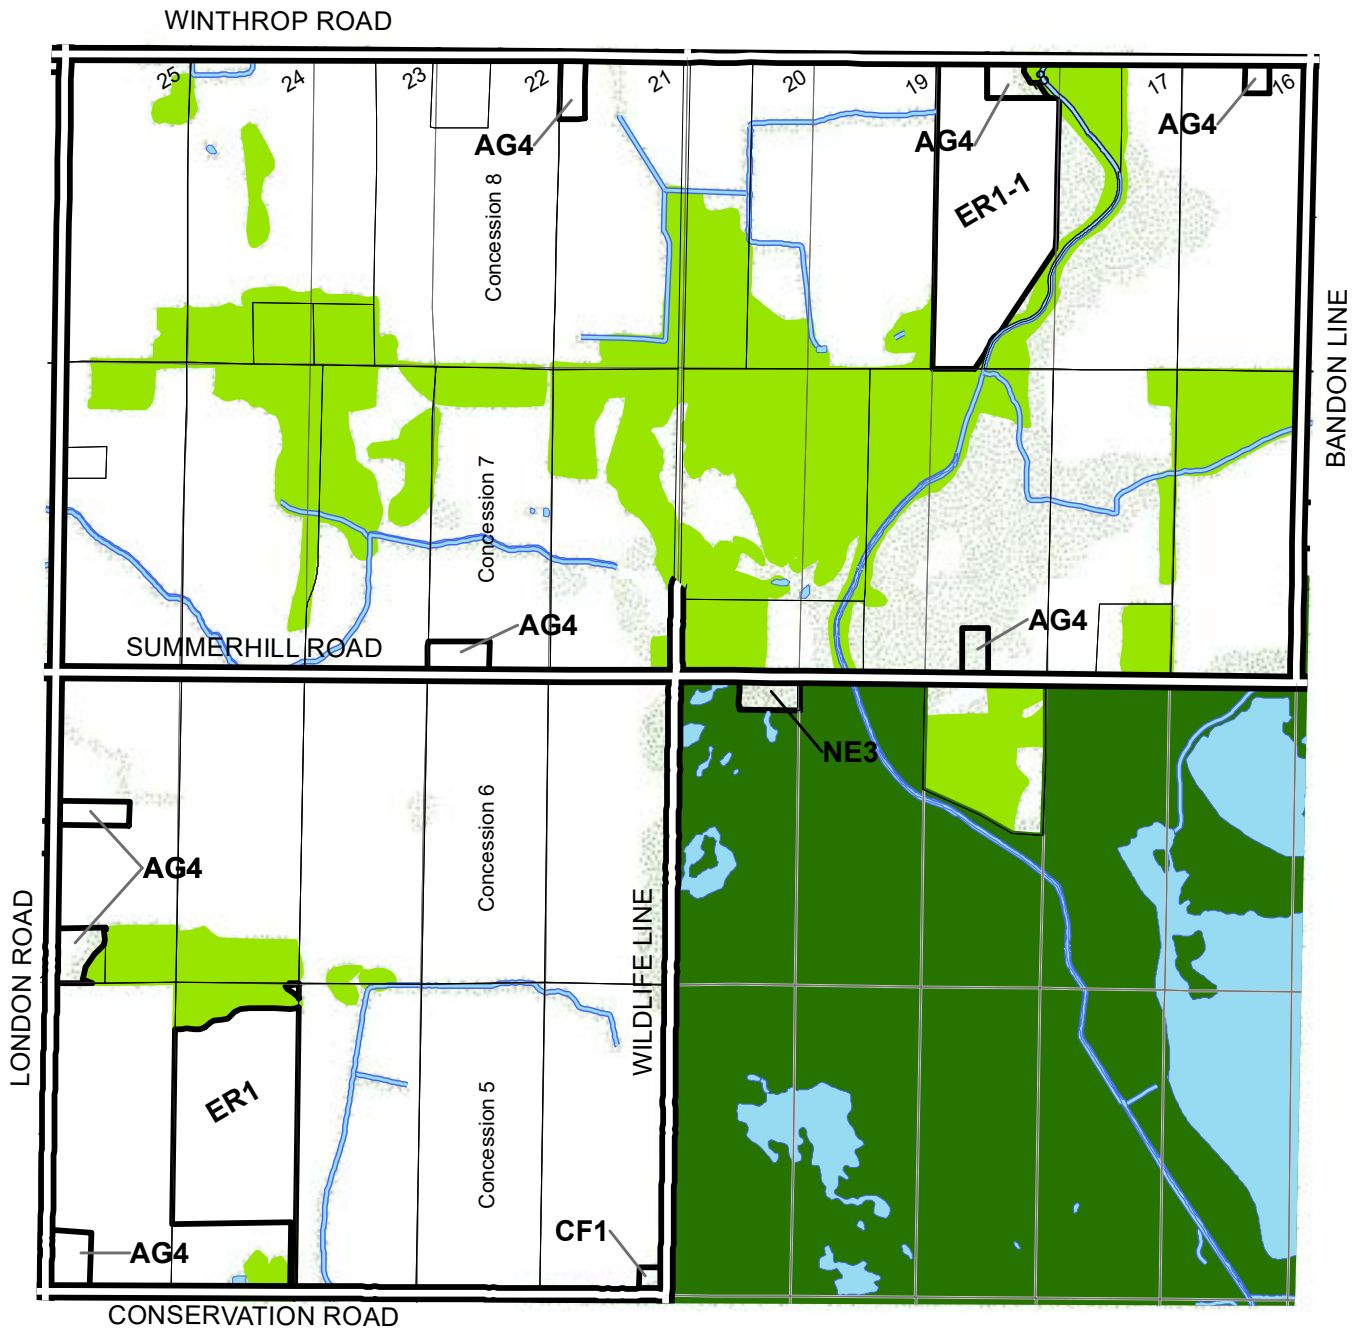 WINTHROP ROAD
25
24
23
22
21
20
19
17
16
AG4
AG4
AG4
ER1-1
Concession 8
BANDON LINE
Concession 7
AG4
AG4
SUMMERHILL ROAD
NE3
Concession 6
AG4
LONDON ROAD
WILDLIFE LINE
ER1
Concession 5
CF1
AG4
CONSERVATION ROAD